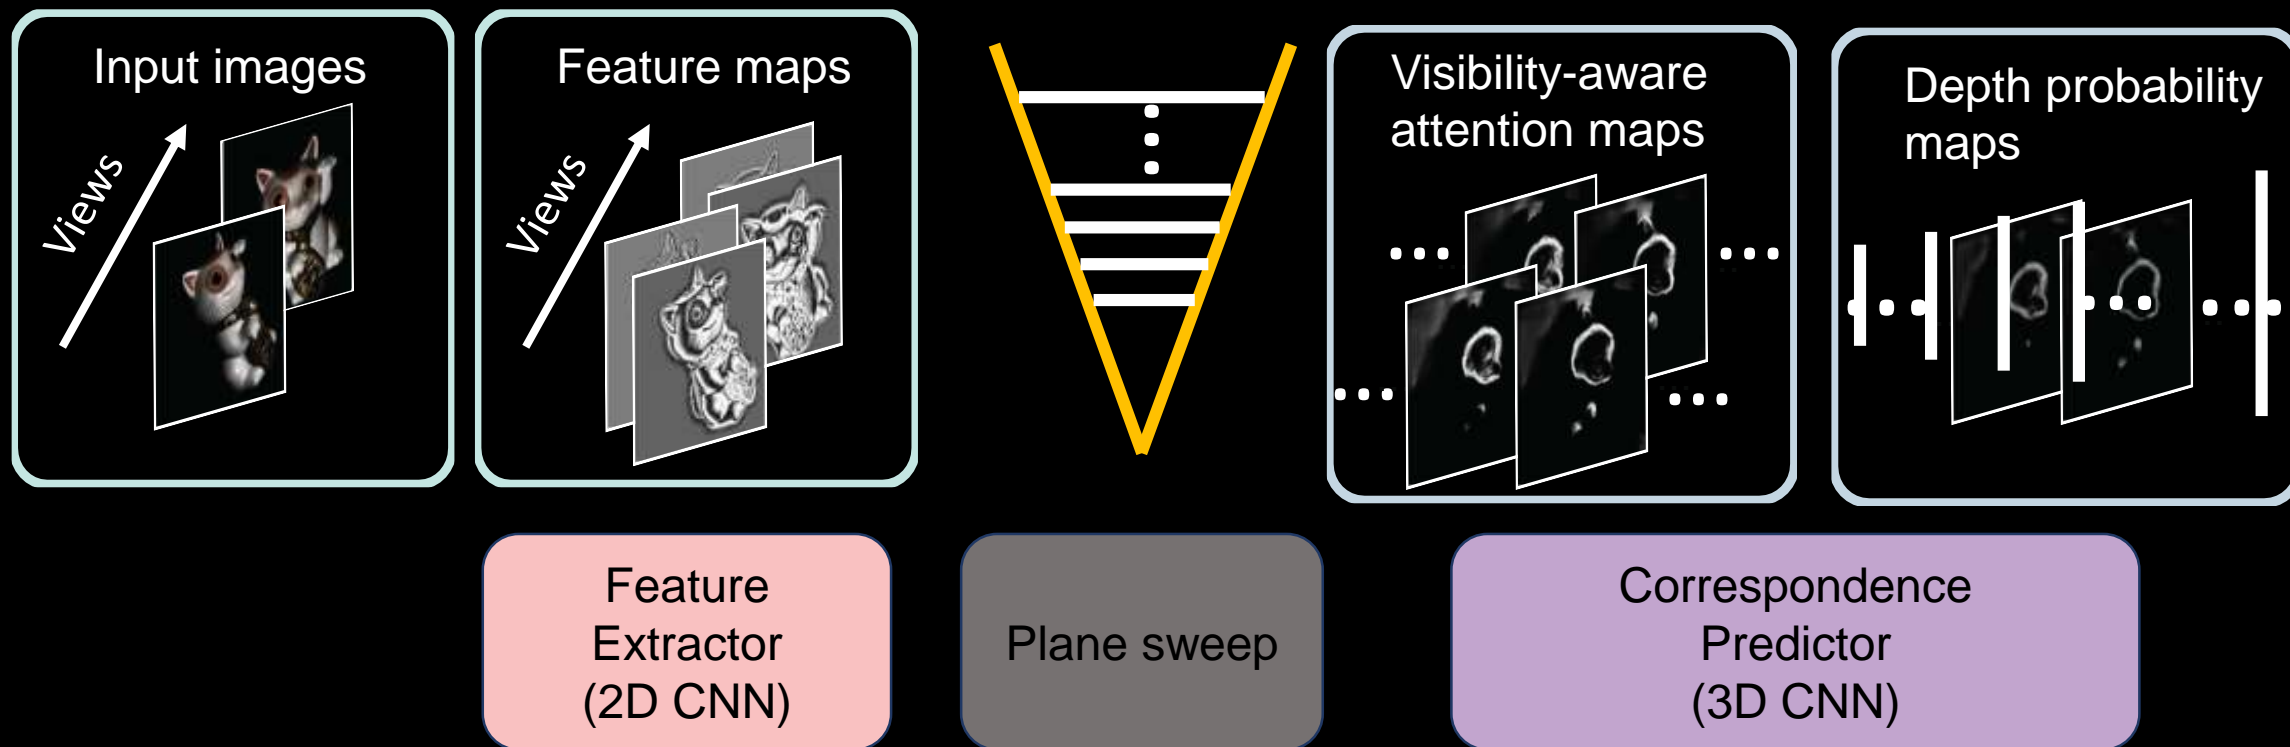 Input images
Views
Feature maps
Views
Visibility-aware
attention maps
Depth probability
maps
Feature
Extractor
(2D CNN)
Plane sweep
Correspondence
Predictor
(3D CNN)